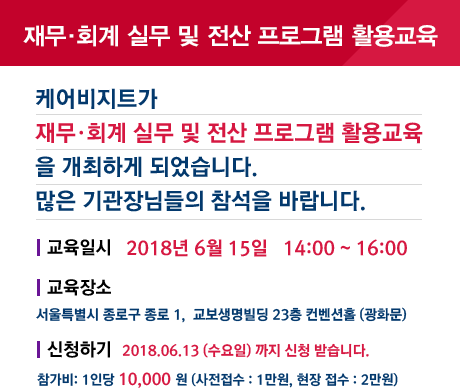 재무·회계 실무 및 전산 프로그램 활용교육
케어비지트가
재무·회계 실무 및 전산 프로그램 활용교육
을 개최하게 되었습니다.
많은 기관장님들의 참석을 바랍니다.
교육일시 2018년 6월 15일 14:00 ~ 16:00
교육장소
서울특별시 종로구 종로 1, 교보생명빌딩 23층 컨벤션홀 (광화문)
신청하기 2018.06.13 (수요일) 까지 신청 받습니다.
참가비: 1인당 10,000 원 (사전접수 : 1만원, 현장 접수 : 2만원)